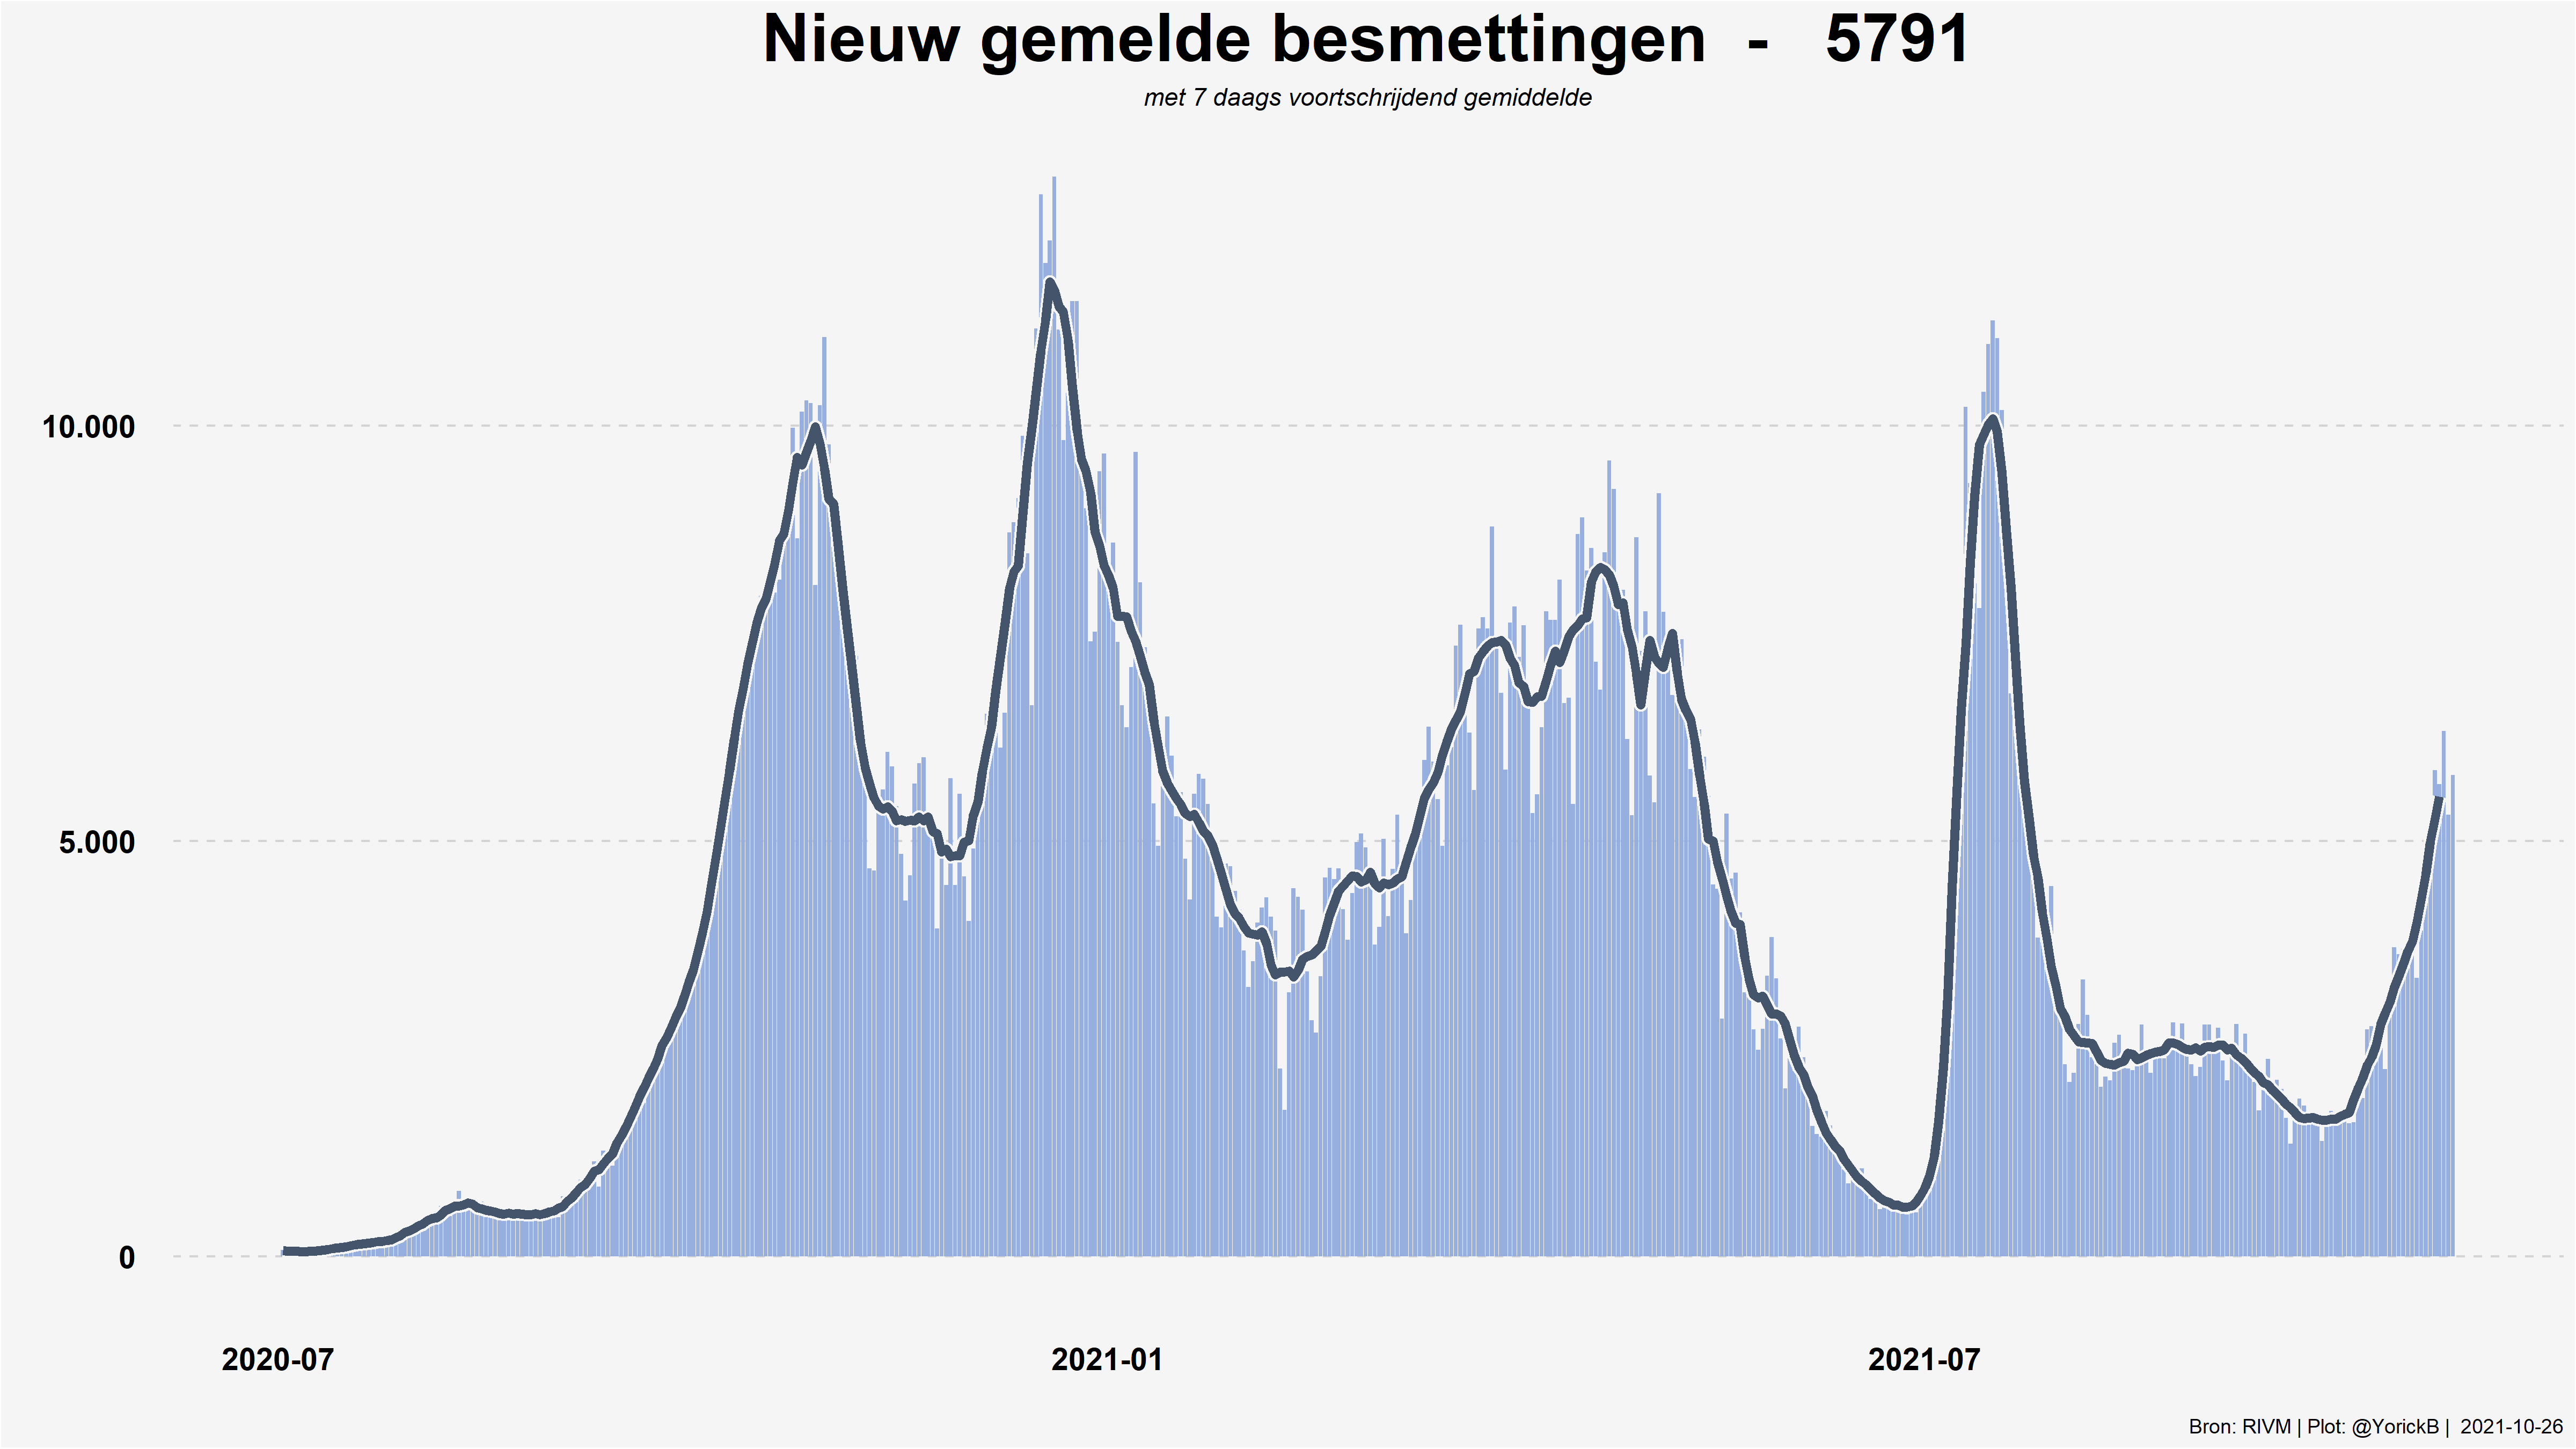 Nieuw gemelde besmettingen - 5791
met 7 daags voortschrijdend gemiddelde
10.000
5.000
0
2020-07
2021-01
2021-07
Bron: RIVM | Plot: @YorickB | 2021-10-26